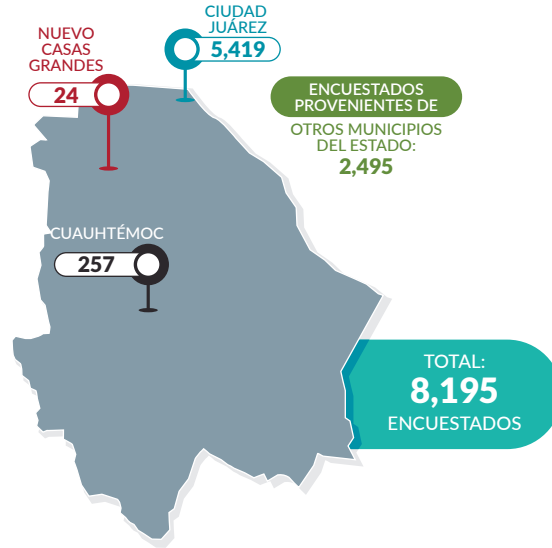 CIUDAD
JUÁREZ
5,419
NUEVO
CASAS
GRANDES
24
ENCUESTADOS
PROVENIENTES DE
OTROS MUNICIPIOS
DEL ESTADO:
2,495
CUAUHTÉMOC
257
TOTAL:
8,195
ENCUESTADOS